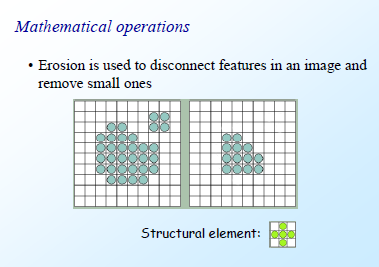 Mathematical operations
• Erosion is used to disconnect features in an image and
remove small ones
Structural element: